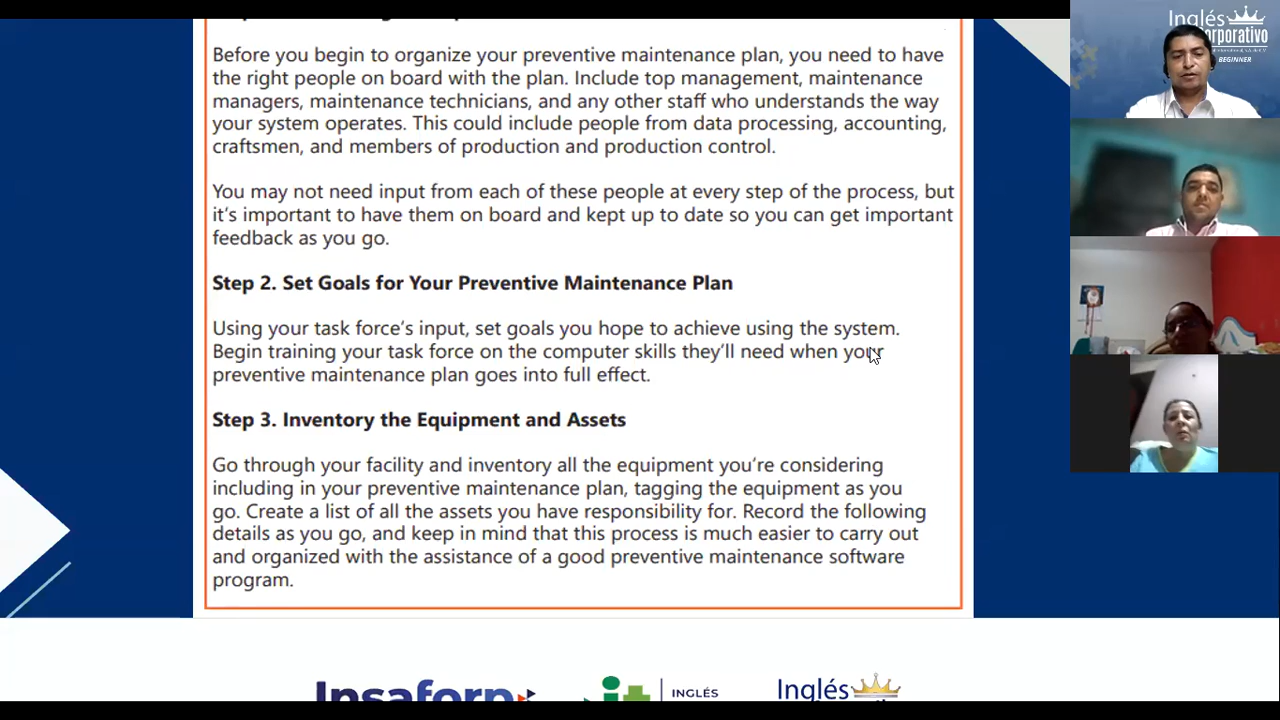 Before you begin to organize your preventive maintenance plan, you need to have
the right people on board with the plan. Include top management, maintenance
managers, maintenance technicians, and any other staff who understands the way
your system operates. This could include people from data processing, accounting,
craftsmen, and members of production and production control.
You may not need input from each of these people at every step of the process, but
it's important to have them on board and kept up to date so you can get important
feedback as you go.
Step 2. Set Goals for Your Preventive Maintenance Plan
Using your task force's input, set goals you hope to achieve using the system.
Begin training your task force on the computer skills they'll need when your
preventive maintenance plan goes into full effect.
Step 3. Inventory the Equipment and Assets
Go through your facility and inventory all the equipment you're considering
including in your preventive maintenance plan, tagging the equipment as you
go. Create a list of all the assets you have responsibility for. Record the following
details as you go, and keep in mind that this process is much easier to carry out
and organized with the assistance of a good preventive maintenance software
program.
Insaforp
INGLÉS
Inglés
Inglés
BEGINNER